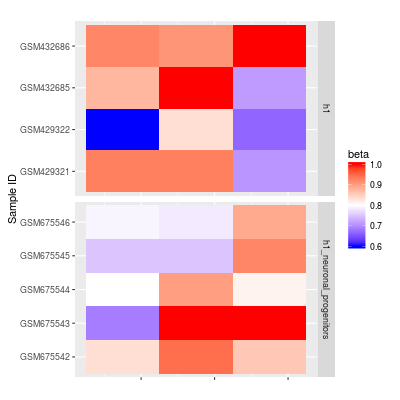 GSM432686
GSM432685
GSM429322
GSM429321
h1
GSM675546
GSM675545
GSM675544
GSM675543
GSM675542
h1_neuronal_progenitors
Sample ID
beta
1.0
0.9
0.8
0.7
0.6